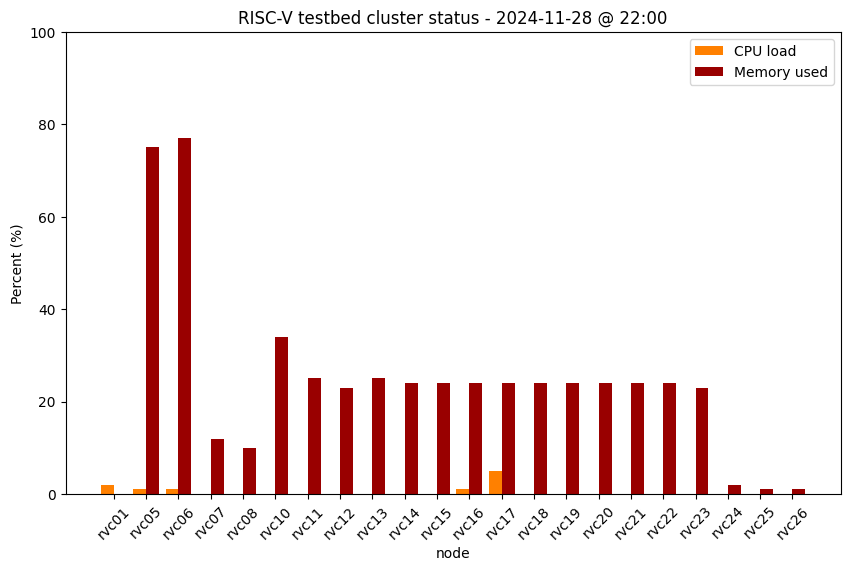 RISC-V testbed cluster status - 2024-11-28 @ 22:00
CPU load
Memory used
Percent (%)
100
80
60
40
20
0
rvc01 rvc05 rvc06 rvc07 rvc08 rvc10 rvc11 rvc12 rvc13 rvc14 rvc15 rvc16 rvc17 rvc18 rvc19 rvc20 rvc21 rvc22 rvc23 rvc24 rvc25 rvc26
node